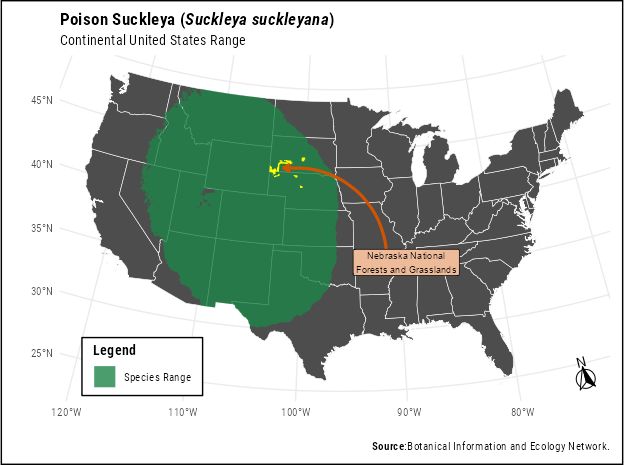 Poison Suckleya (Suckleya suckleyana)
Continental United States Range
45°N
40°N
35°N
30°N
25°N
Nebraska National
Forests and Grasslands
Legend
Species Range
N
120°W
110°W
100°W
90°W
80°W
Source:Botanical Information and Ecology Network.